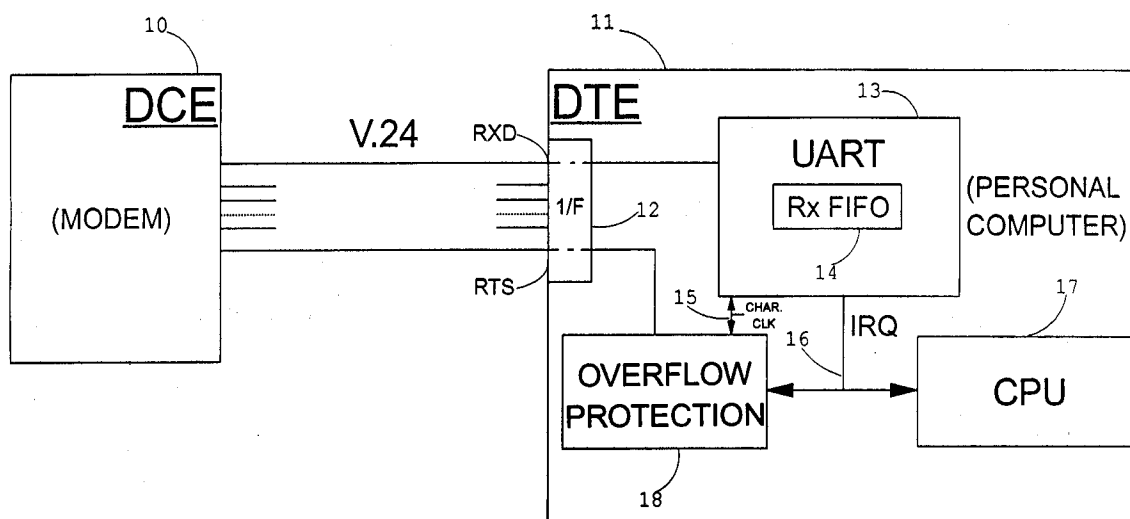 10
11
DCE
DTE
13
V.24
RXD
UART
(MODEM)
1/F
12
Rx FIFO
(PERSONAL
COMPUTER)
14
RTS
15
CHAR.
CLK
IRQ
17
16
OVERFLOW
PROTECTION
CPU
18